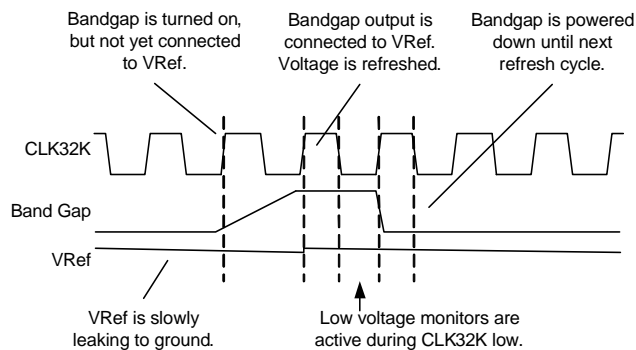 Bandgap is turned on,
but not yet connected
to VRef.
Bandgap output is
connected to VRef.
Voltage is refreshed.
Bandgap is powered
down until next
refresh cycle.
CLK32K
Band Gap
VRef
VRef is slowly
leaking to ground.
Low voltage monitors are
active during CLK32K low.